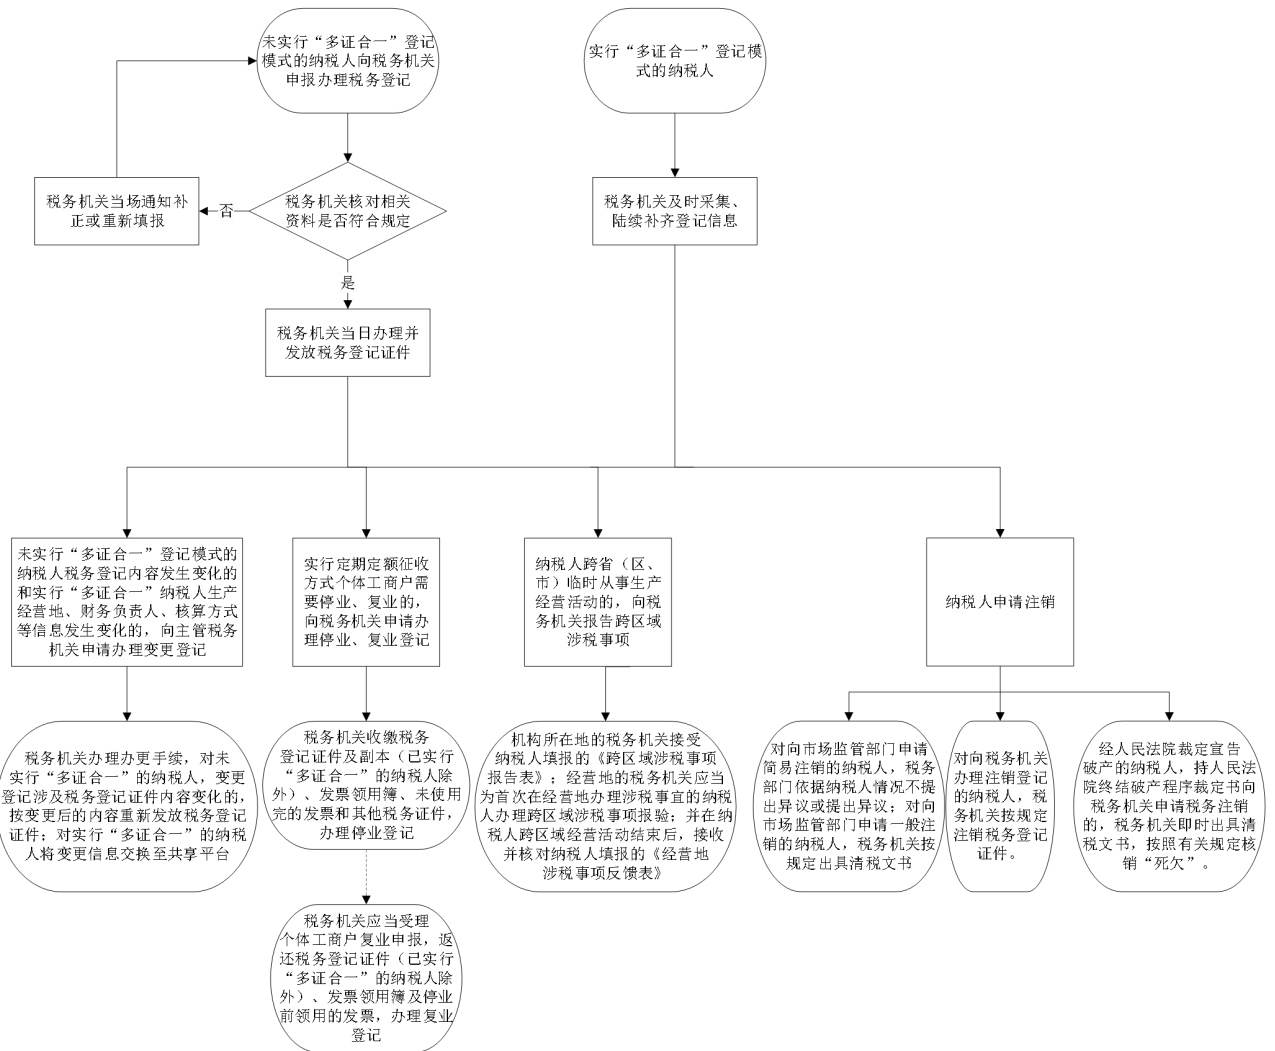 未实行“多证合一”登记
模式的纳税人向税务机关
申报办理税务登记
实行“多证合一”登记模
式的纳税人
税务机关当场通知补
正或重新填报
否
税务机关核对相关
资料是否符合规定
税务机关及时采集、
陆续补齐登记信息
是
税务机关当日办理并
发放税务登记证件
未实行“多证合一”登记模式的
纳税人税务登记内容发生变化的
和实行“多证合一”纳税人生产
经营地、财务负责人、核算方式
等信息发生变化的，向主管税务
机关申请办理变更登记
实行定期定额征收
方式个体工商户需
要停业、复业的，
向税务机关申请办
理停业、复业登记
纳税人跨省（区、
市）临时从事生产
经营活动的，向税
务机关报告跨区域
涉税事项
纳税人申请注销
税务机关办理办更手续，对未
实行“多证合一”的纳税人，变更
登记涉及税务登记证件内容变化的，
按变更后的内容重新发放税务登记
证件；对实行“多证合一”的纳税
人将变更信息交换至共享平台
税务机关收缴税务
登记证件及副本（已实行
“多证合一”的纳税人除
外）、发票领用簿、未使用
完的发票和其他税务证件，
办理停业登记
机构所在地的税务机关接受
纳税人填报的《跨区域涉税事项
报告表》；经营地的税务机关应当
为首次在经营地办理涉税事宜的纳税
人办理跨区域涉税事项报验；并在纳
税人跨区域经营活动结束后，接收
并核对纳税人填报的《经营地
涉税事项反馈表》
对向市场监管部门申请
简易注销的纳税人，税务
部门依据纳税人情况不提
出异议或提出异议；对向
市场监管部门申请一般注
销的纳税人，税务机关按
规定出具清税文书
对向税务机关
办理注销登记
的纳税人，税
务机关按规定
注销税务登记
证件。
经人民法院裁定宣告
破产的纳税人，持人民法
院终结破产程序裁定书向
税务机关申请税务注销
的，税务机关即时出具清
税文书，按照有关规定核
销“死欠”。
税务机关应当受理
个体工商户复业申报，返
还税务登记证件（已实行
“多证合一”的纳税人除
外）、发票领用簿及停业
前领用的发票，办理复业
登记